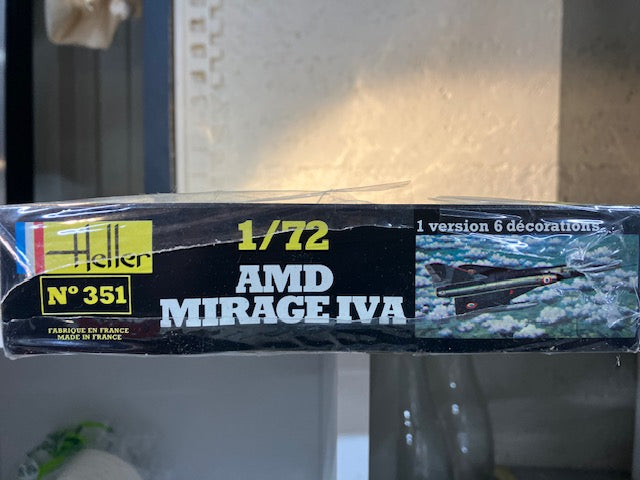 Heller
N° 351
FABRIQUE EN FRANCE
MADE IN FRANCE
1/72
AMD
MIRAGE IVA
1 version 6 décorations...